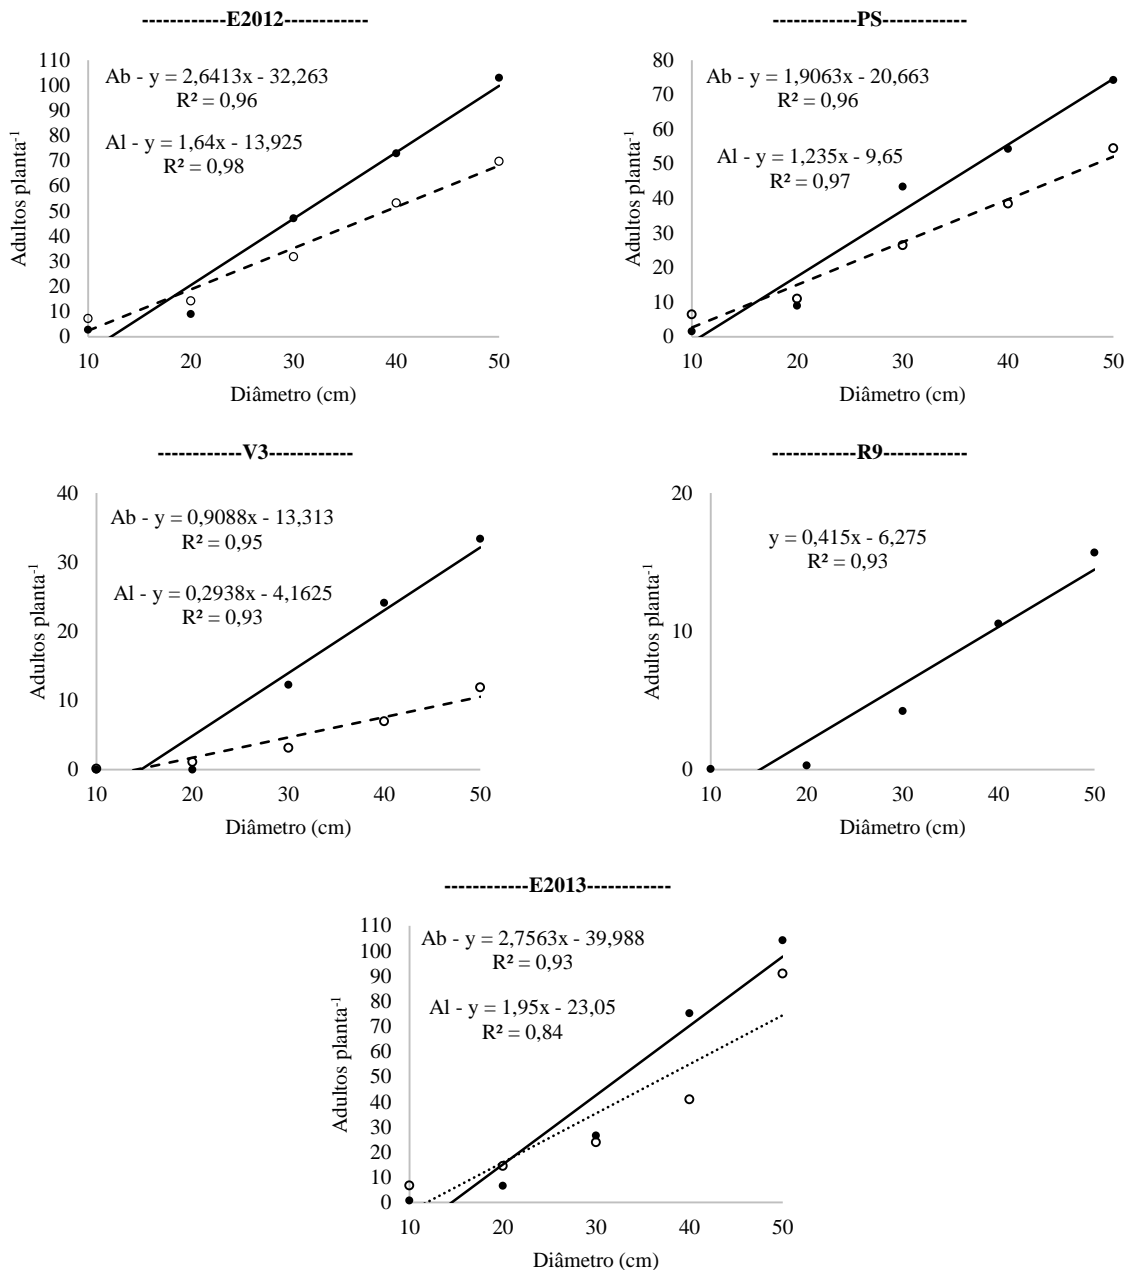 ------------E2012------------
Ab - y = 2,6413x - 32,263
R² = 0,96
Al - y = 1,64x - 13,925
R² = 0,98
Adultos planta⁻¹
110
100
90
80
70
60
50
40
30
20
10
0
10 20 30 40 50
Diâmetro (cm)
------------PS------------
Ab - y = 1,9063x - 20,663
R² = 0,96
Al - y = 1,235x - 9,65
R² = 0,97
Adultos planta⁻¹
80
70
60
50
40
30
20
10
0
10 20 30 40 50
Diâmetro (cm)
------------V3------------
Ab - y = 0,9088x - 13,313
R² = 0,95
Al - y = 0,2938x - 4,1625
R² = 0,93
Adultos planta⁻¹
40
30
20
10
0
10 20 30 40 50
Diâmetro (cm)
------------R9------------
y = 0,415x - 6,275
R² = 0,93
Adultos planta⁻¹
20
10
0
10 20 30 40 50
Diâmetro (cm)
------------E2013------------
Ab - y = 2,7563x - 39,988
R² = 0,93
Al - y = 1,95x - 23,05
R² = 0,84
Adultos planta⁻¹
110
100
90
80
70
60
50
40
30
20
10
0
10 20 30 40 50
Diâmetro (cm)